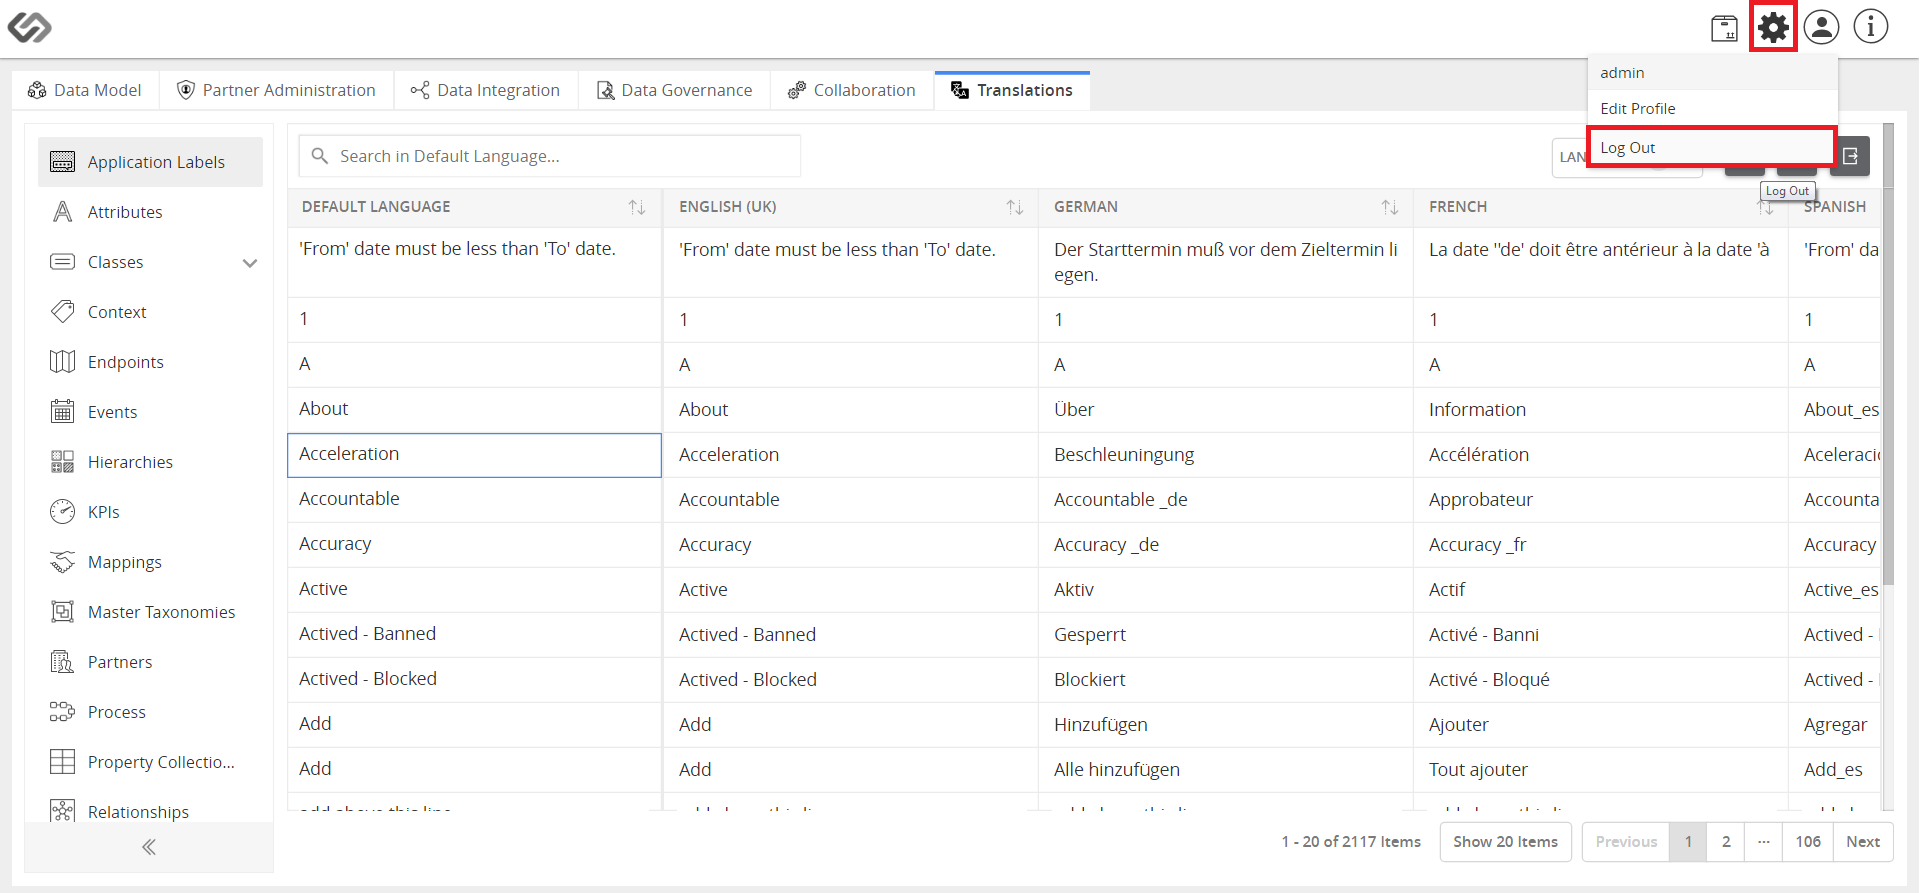 admin
Edit Profile
Log Out
Log Out
Data Model
Partner Administration
Data Integration
Data Governance
Collaboration
Translations
Application Labels
Attributes
Classes
Context
Endpoints
Events
Hierarchies
KPIs
Mappings
Master Taxonomies
Partners
Process
Property Collectio...
Relationships
Search in Default Language...
DEFAULT LANGUAGE ENGLISH (UK) GERMAN FRENCH SPANISH
'From' date must be less than 'To' date. 'From' date must be less than 'To' date. Der Starttermin muß vor dem Zieltermin li La date "de' doit être antérieur à la date 'à 'From' da
egen.
1 1 1 1 1
A A A A A
About About Über Information About_es
Acceleration Acceleration Beschleuningung Accélération Aceleració
Accountable Accountable Accountable _de Approbateur Accounta
Accuracy Accuracy Accuracy _de Accuracy _fr Accuracy
Active Active Aktiv Actif Active_es
Actived - Banned Actived - Banned Gesperrt Activé - Banni Actived -
Actived - Blocked Actived - Blocked Blockiert Activé - Bloqué Actived -
Add Add Hinzufügen Ajouter Agregar
Add Add Alle hinzufügen Tout ajouter Add_es
1 - 20 of 2117 Items Show 20 Items Previous 1 2 ... 106 Next